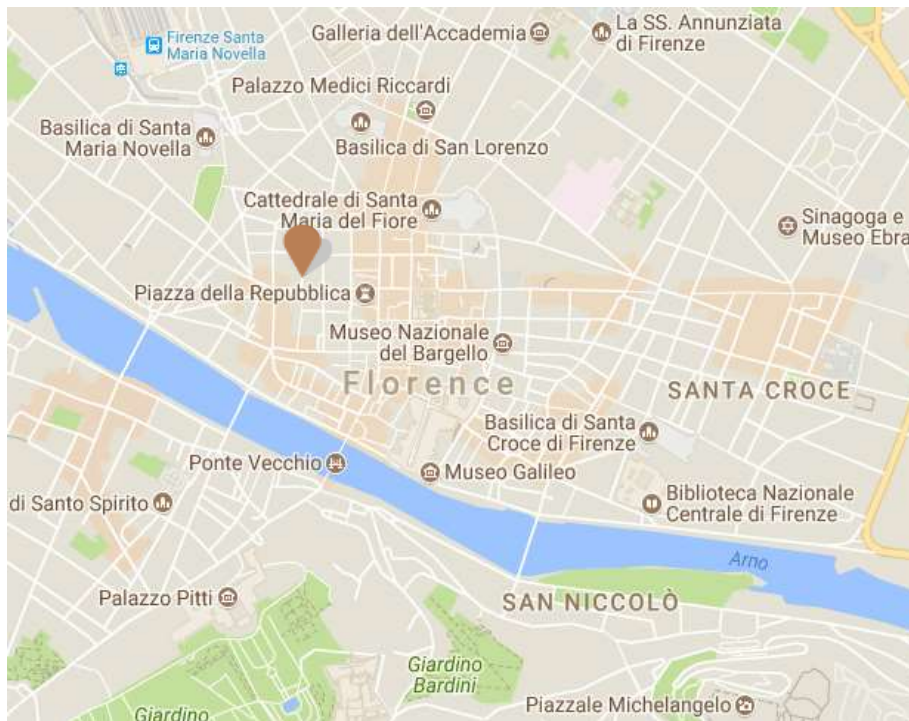 Galleria dell'Accademia
La SS. Annunziata
di Firenze
Firenze Santa
Maria Novella
Palazzo Medici Riccardi
Basilica di Santa
Maria Novella
Basilica di San Lorenzo
Cattedrale di Santa
Maria del Fiore
Sinagoga e
Museo Ebra
Piazza della Repubblica
Museo Nazionale
del Bargello
Florence
SANTA CROCE
Basilica di Santa
Croce di Firenze
Ponte Vecchio
Museo Galileo
di Santo Spirito
Biblioteca Nazionale
Centrale di Firenze
Arno
Palazzo Pitti
SAN NICCOLÒ
Giardino
Bardini
Piazzale Michelangelo
Giardino